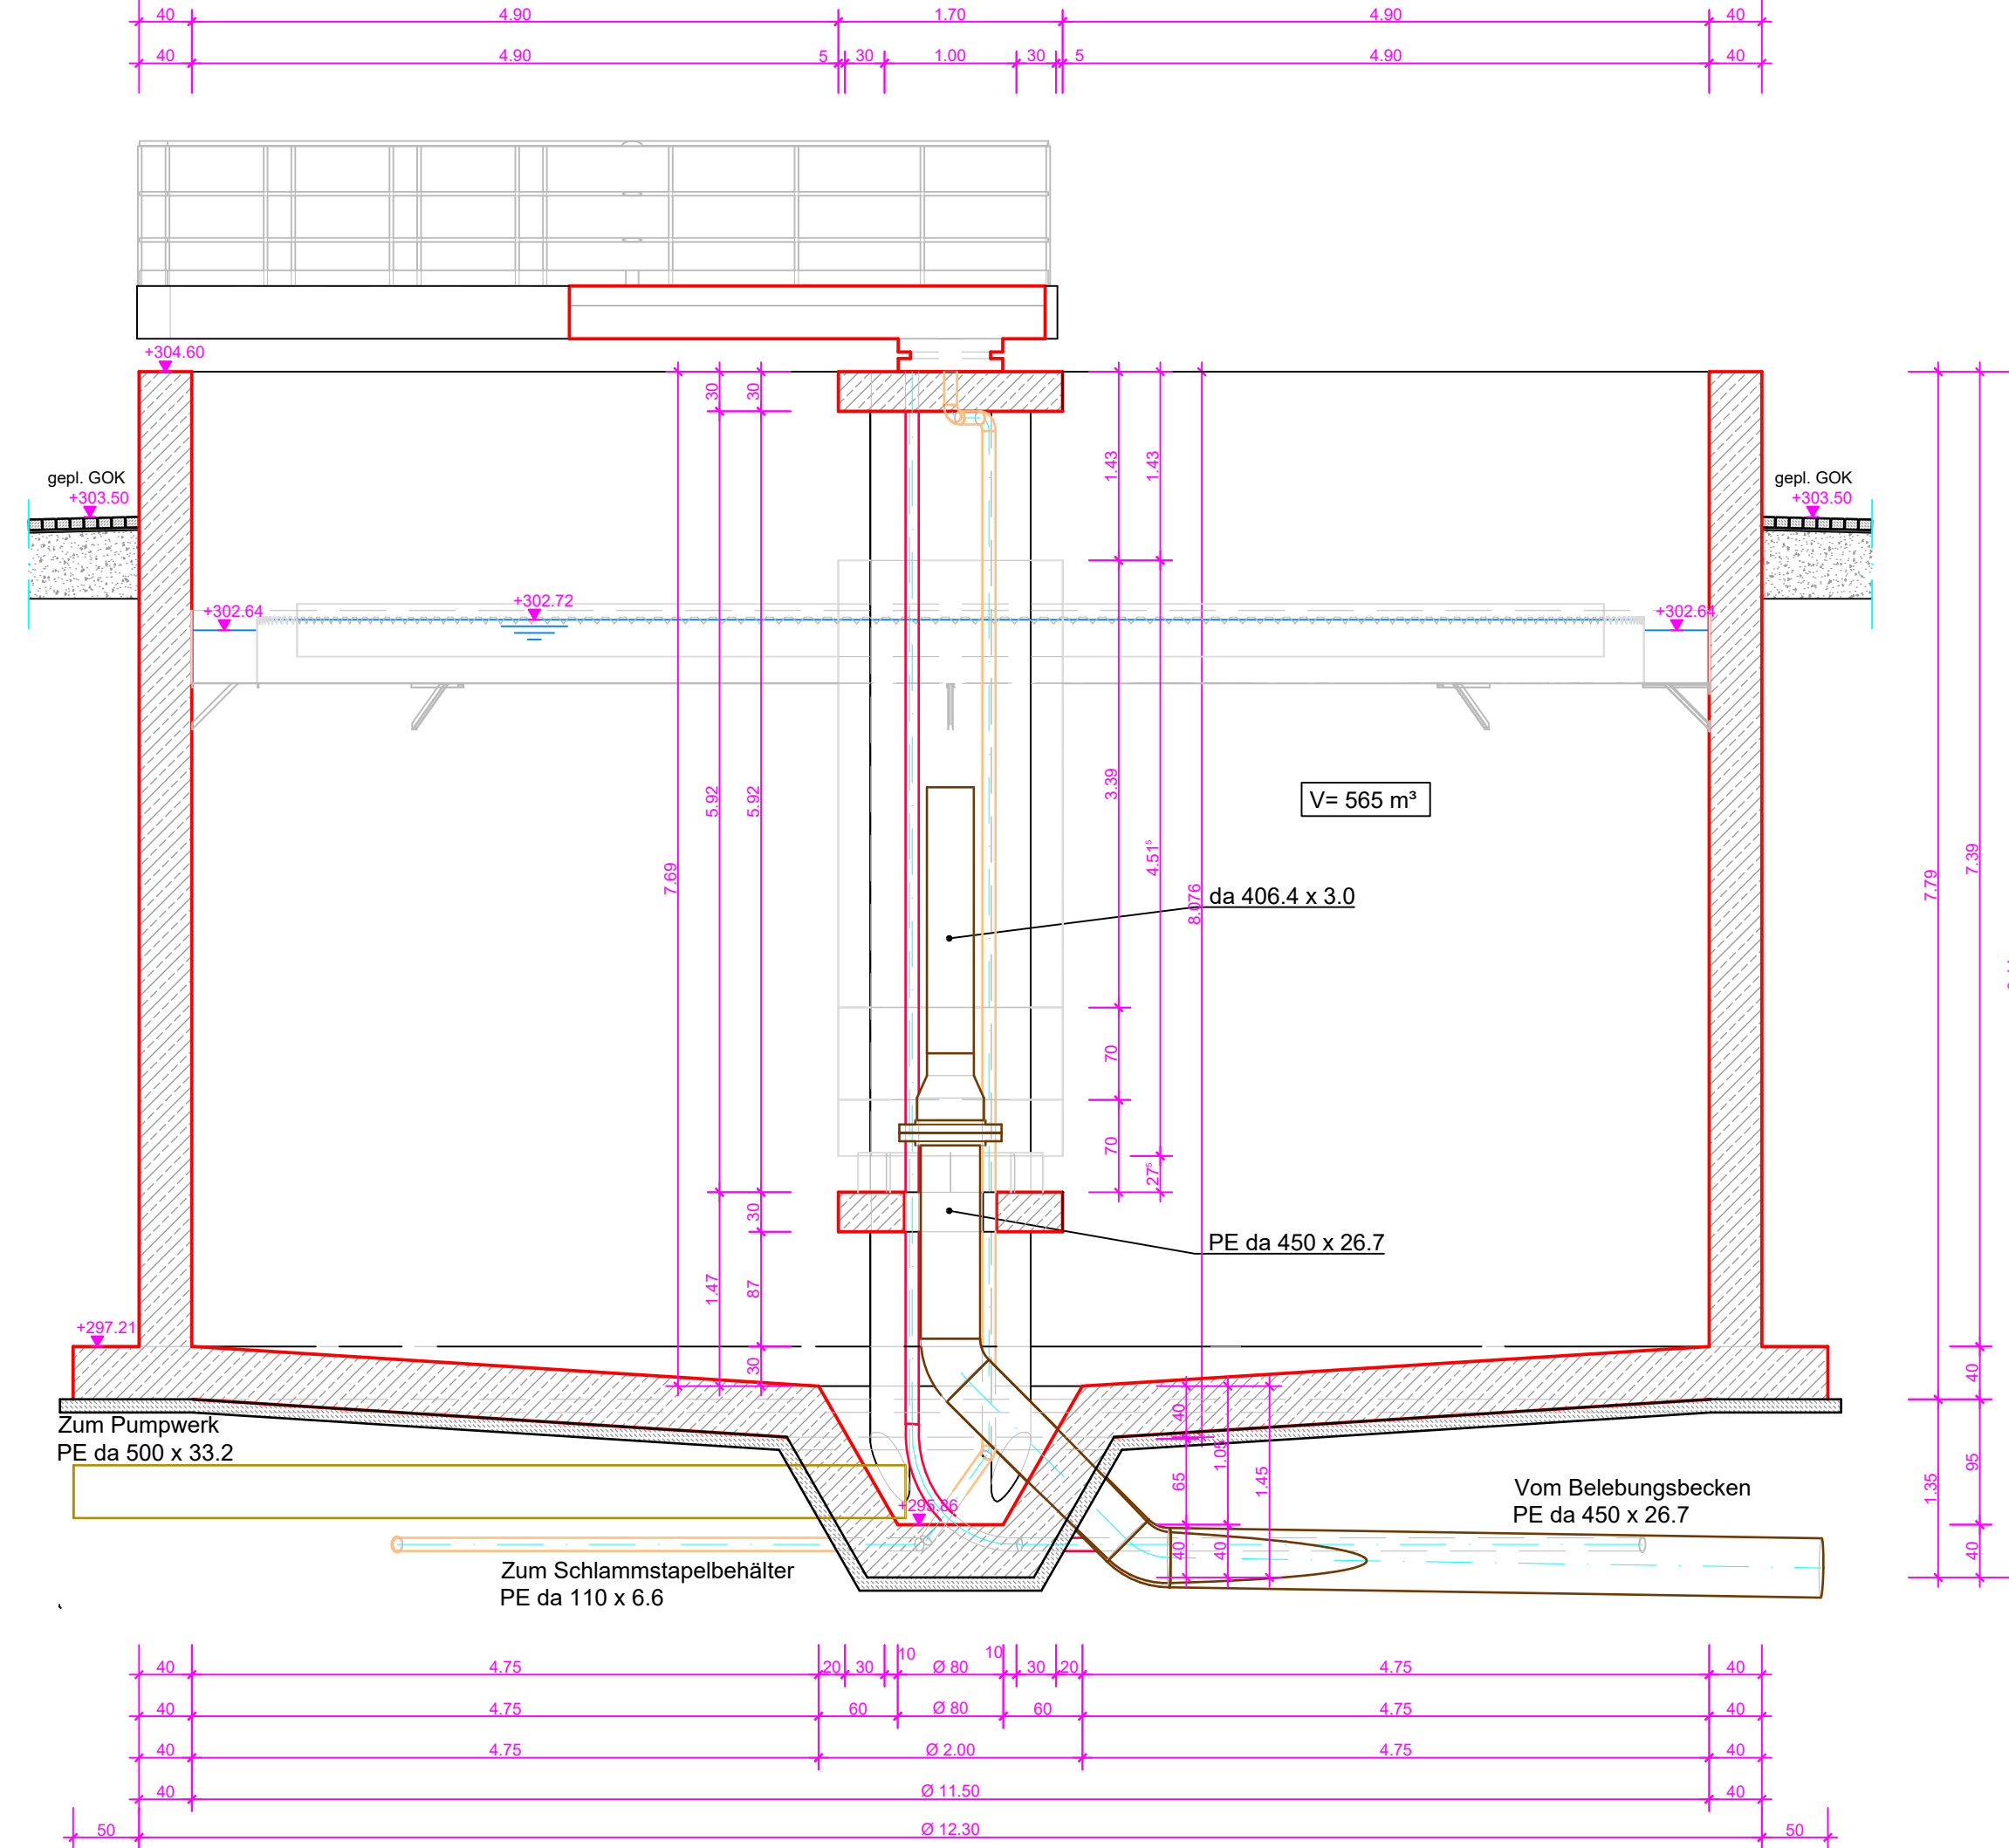 40 4.90 1.70 4.90 40
40 4.90 5 30 1.00 30 5 4.90 40
+304.60
30 30
1.43 1.43
gepl. GOK
+303.50
gepl. GOK
+303.50
+302.64
+302.72
+302.64
V= 565 m³
5.92 5.92
3.39
4.51⁵
7.69
8.076
7.79
7.39
da 406.4 x 3.0
70
70
27⁵
30
PE da 450 x 26.7
1.47
87
+297.21
30
40
Zum Pumpwerk
PE da 500 x 33.2
40
1.05
65
1.45
1.35
95
+295.86
Vom Belebungsbecken
PE da 450 x 26.7
40 40
40
Zum Schlammstapelbehälter
PE da 110 x 6.6
40 4.75 20 30 10 Ø 80 10 30 20 4.75 40
40 4.75 60 Ø 80 60 4.75 40
40 4.75 Ø 2.00 4.75 40
40 Ø 11.50 40
50 Ø 12.30 50